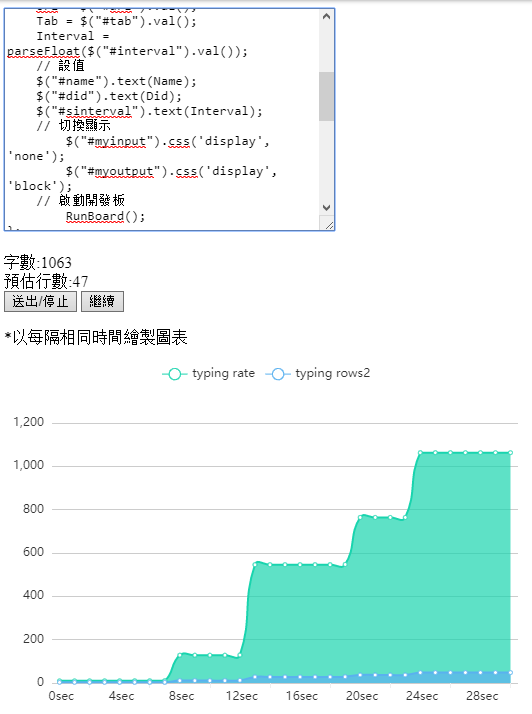 Tab = $("#tab").val();
Interval =
parseFloat($("#interval").val());
// 設值
$("#name").text(Name);
$("#did").text(Did);
$("#sinterval").text(Interval);
// 切換顯示
$("#myinput").css('display',
'none');
$("#myoutput").css('display',
'block');
// 啟動開發板
RunBoard();
字數:1063
預估行數:47
送出/停止 繼續
*以每隔相同時間繪製圖表
typing rate typing rows2
1,200
1,000
800
600
400
200
0
0sec 4sec 8sec 12sec 16sec 20sec 24sec 28sec